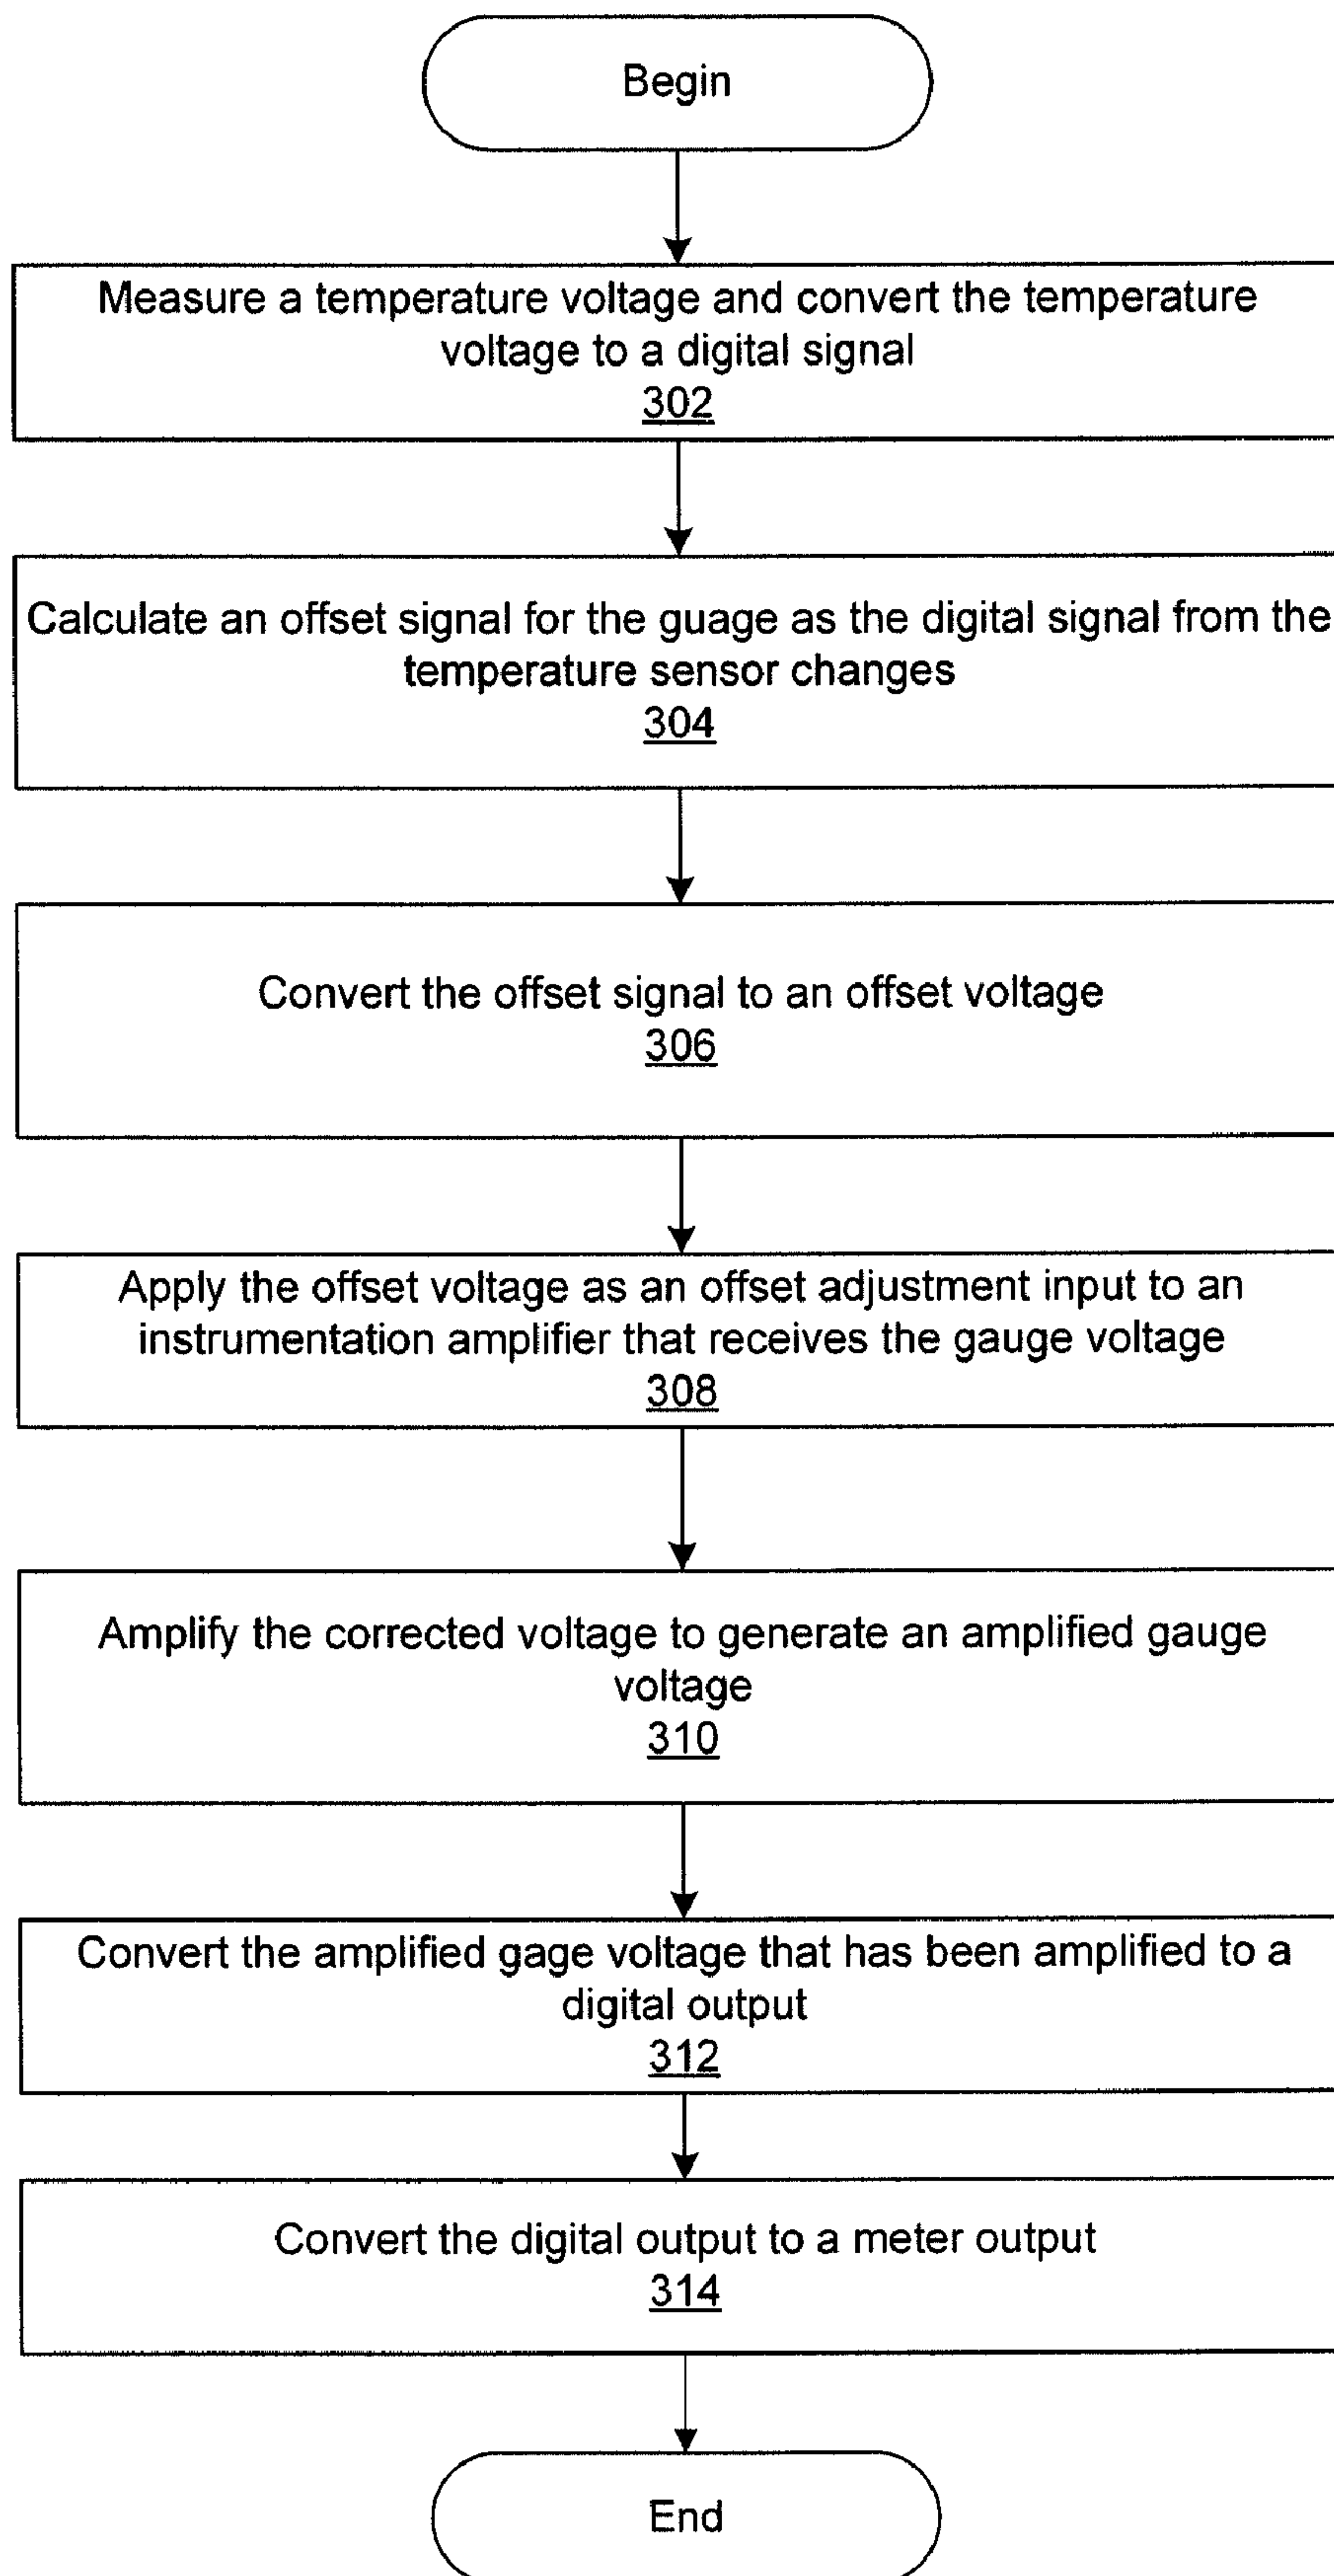 Begin
Measure a temperature voltage and convert the temperature
voltage to a digital signal
302
Calculate an offset signal for the guage as the digital signal from the
temperature sensor changes
304
Convert the offset signal to an offset voltage
306
Apply the offset voltage as an offset adjustment input to an
instrumentation amplifier that receives the gauge voltage
308
Amplify the corrected voltage to generate an amplified gauge
voltage
310
Convert the amplified gage voltage that has been amplified to a
digital output
312
Convert the digital output to a meter output
314
End